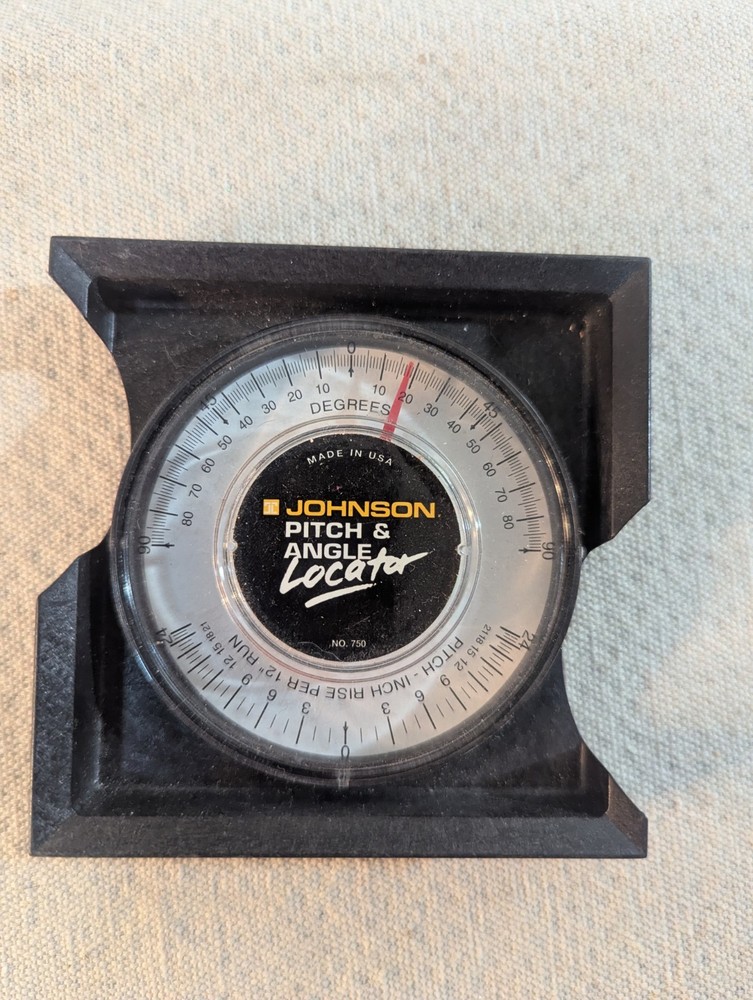 0
10 20 30 40 45 50 60 70 80 90
10 20 30 40 45 50 60 70 80 90
DEGREES
MADE IN USA
JOHNSON
PITCH &
ANGLE
Locator
NO. 750
PITCH - INCH RISE PER 12" RUN
0
3 6 9 12 15 18 21 24
3 6 9 12 15 18 21 24